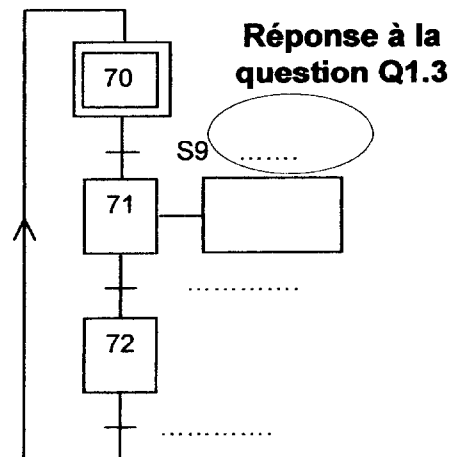 Réponse à la
question Q1.3
70
S9 .......
71
..............
72
..............